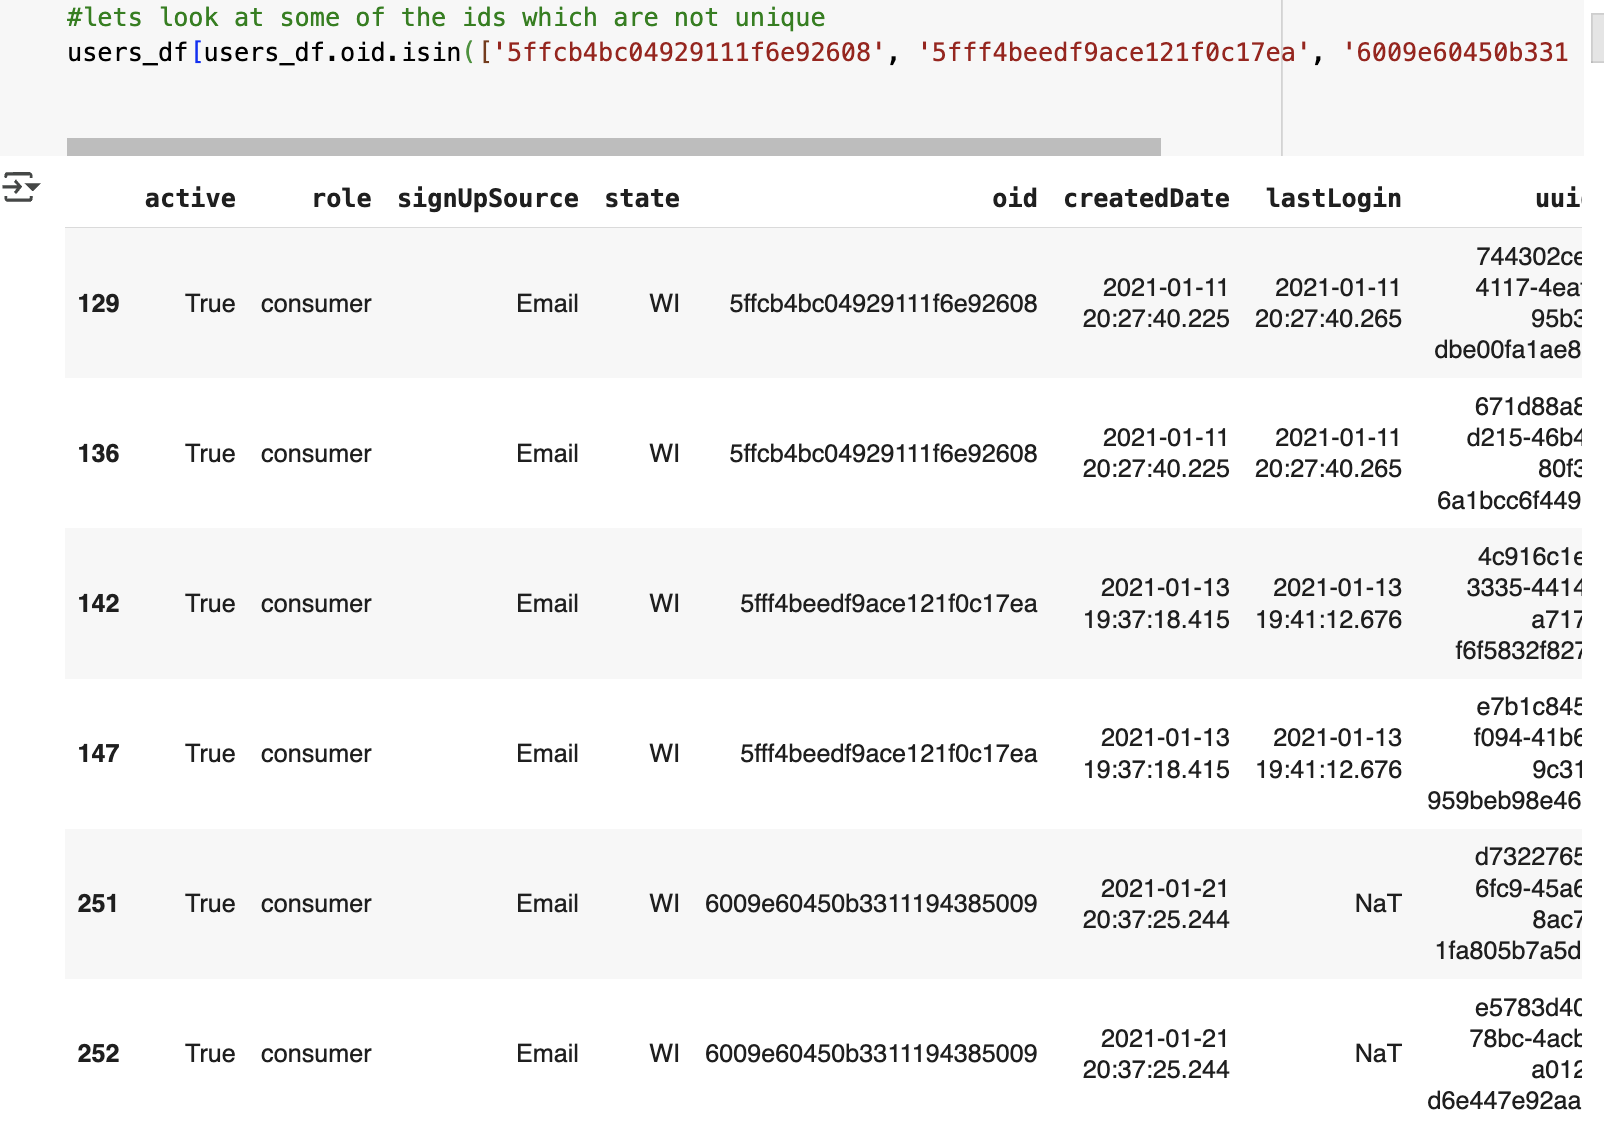 #lets look at some of the ids which are not unique
users_df[users_df.oid.isin(['5ffcb4bc04929111f6e92608', '5fff4beedf9ace121f0c17ea', '6009e60450b331
active role signUpSource state oid createdDate lastLogin
129 True consumer Email WI 5ffcb4bc04929111f6e92608 2021-01-11 20:27:40.225 2021-01-11 20:27:40.265 744302ce 4117-4ea 95b3 dbe00fa1ae8
136 True consumer Email WI 5ffcb4bc04929111f6e92608 2021-01-11 20:27:40.225 2021-01-11 20:27:40.265 671d88a8 d215-46b4 80f3 6a1bcc6f449
142 True consumer Email WI 5fff4beedf9ace121f0c17ea 2021-01-13 19:37:18.415 2021-01-13 19:41:12.676 4c916c1e 3335-4414 a717 f6f5832f827
147 True consumer Email WI 5fff4beedf9ace121f0c17ea 2021-01-13 19:37:18.415 2021-01-13 19:41:12.676 e7b1c845 f094-41b6 9c31 959beb98e46
251 True consumer Email WI 6009e60450b3311194385009 2021-01-21 20:37:25.244 NaT d7322765 6fc9-45a6 8ac7 1fa805b7a5d
252 True consumer Email WI 6009e60450b3311194385009 2021-01-21 20:37:25.244 NaT e5783d40 78bc-4acb a012 d6e447e92aa